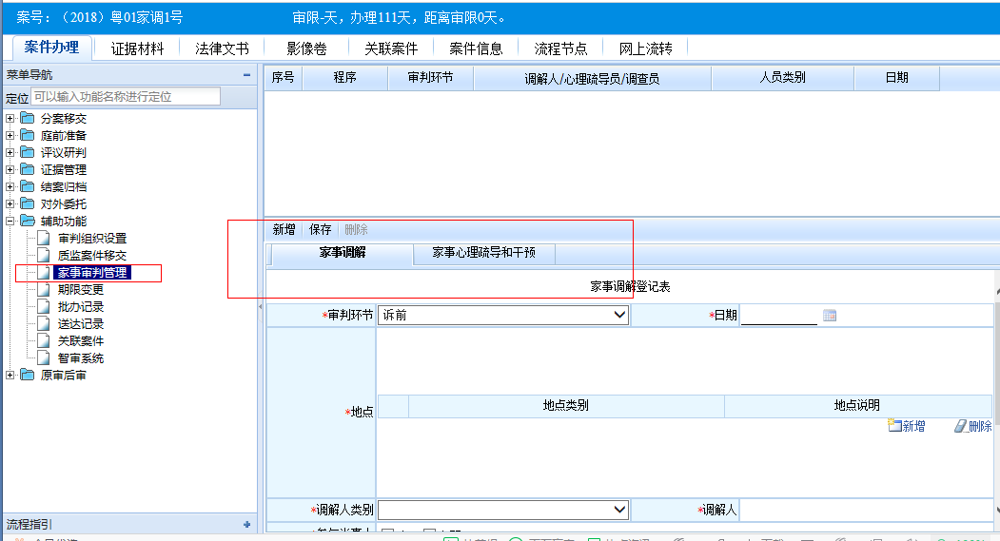 案号：（2018）粤01家调1号 审限-天，办理111天，距离审限0天。
案件办理 证据材料 法律文书 影像卷 关联案件 案件信息 流程节点 网上流转
菜单导航
定位 可以输入功能名称进行定位
分案移交
庭前准备
评议研判
证据管理
结案归档
对外委托
辅助功能
审判组织设置
质监案件移交
家事审判管理
期限变更
批办记录
送达记录
关联案件
智审系统
原审后审
流程指引
序号 程序 审判环节 调解人/心理疏导员/调查员 人员类别 日期
新增 保存 删除
家事调解 家事心理疏导和干预
家事调解登记表
*审判环节 诉前 *日期
*地点 地点类别 地点说明
新增 删除
*调解人类别 *调解人